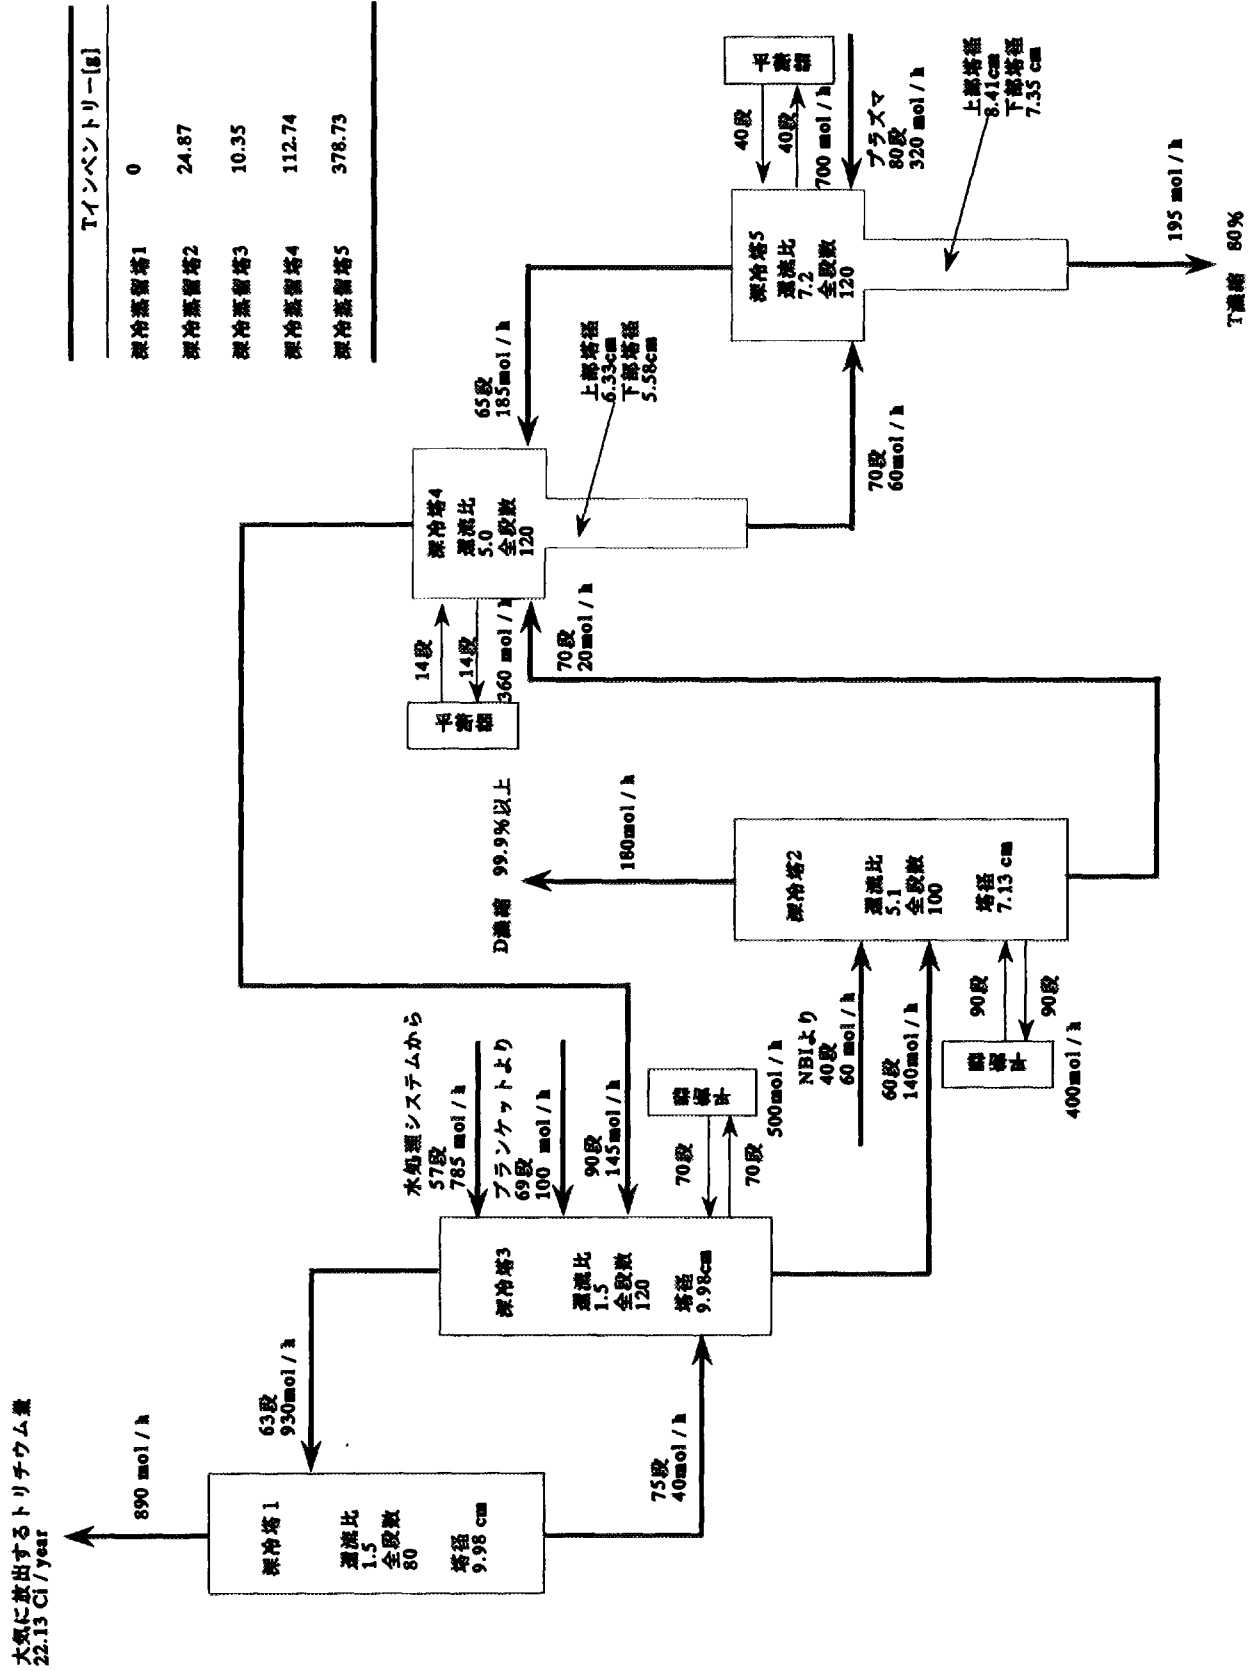 大気に放出するトリチウム量
22.13 Ci / year
890 mol / h
深冷塔1
還流比
1.5
全段数
80
塔径
9.98 cm
63段
930mol / h
75段
40mol / h
水処理システムから
57段
785 mol / h
ブランケットより
69段
100 mol / h
90段
145mol / h
深冷塔3
還流比
1.5
全段数
120
塔径
9.98cm
70段
70段
平衡器
500mol / h
D濃縮 99.9%以上
180mol / h
NBIより
40段
60 mol / h
60段
140mol / h
深冷塔2
還流比
5.1
全段数
100
塔径
7.13 cm
90段
90段
平衡器
400mol / h
平衡器
14段
14段
360 mol / h
70段
20mol / h
深冷塔4
還流比
5.0
全段数
120
65段
185mol / h
上部塔径
6.33cm
下部塔径
5.58cm
70段
60mol / h
深冷塔5
還流比
7.2
全段数
120
平衡器
40段
40段
700 mol / h
プラズマ
80段
320 mol / h
上部塔径
8.41cm
下部塔径
7.35 cm
195 mol / h
T濃縮 80%
Tインベントリー[g]
深冷蒸留塔1 0
深冷蒸留塔2 24.87
深冷蒸留塔3 10.35
深冷蒸留塔4 112.74
深冷蒸留塔5 378.73